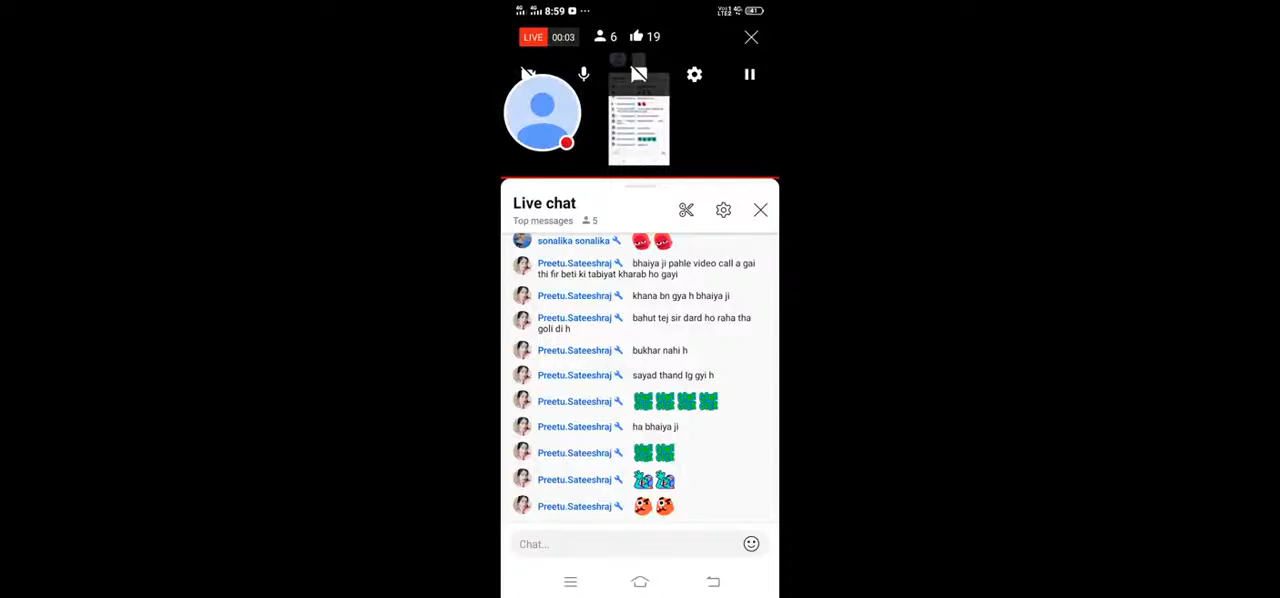 8:59
LIVE 00:03 6 19
Live chat
Top messages 5
sonalika sonalika
Preetu.Sateeshraj bhaiya ji pahle video call a gai
thi fir beti ki tabiyat kharab ho gayi
Preetu.Sateeshraj khana bn gya h bhaiya ji
Preetu.Sateeshraj bahut tej sir dard ho raha tha
goli di h
Preetu.Sateeshraj bukhar nahi h
Preetu.Sateeshraj sayad thand lg gyi h
Preetu.Sateeshraj
Preetu.Sateeshraj ha bhaiya ji
Preetu.Sateeshraj
Preetu.Sateeshraj
Preetu.Sateeshraj
Chat...